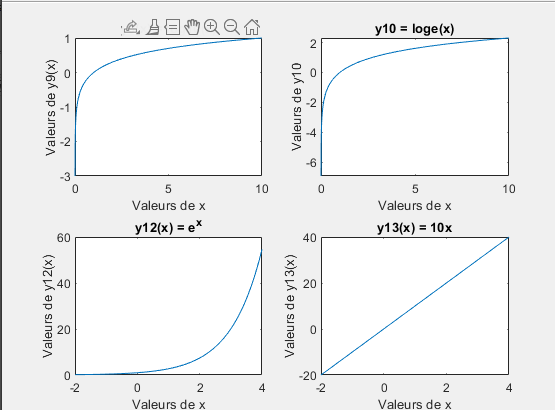 1
0
-1
-2
-3
0
5
10
Valeurs de x
Valeurs de y9(x)
y10 = loge(x)
2
0
-2
-4
-6
0
5
10
Valeurs de x
Valeurs de y10
y12(x) = e^x
60
40
20
0
-2
0
2
4
Valeurs de x
Valeurs de y12(x)
y13(x) = 10x
40
20
0
-20
-2
0
2
4
Valeurs de x
Valeurs de y13(x)